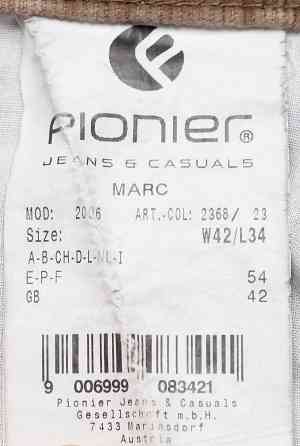 PIONIER®
JEANS & CASUALS
MARC
MOD: 2006 ART.-COL: 2368/ 23
Size: W42/L34
A-B-CH-D-L-NL-I
E-P-F 54
GB 42
9 006999 083421
Pionier Jeans & Casuals
Gesellschaft m.b.H.
7433 Mariasdorf
Austria